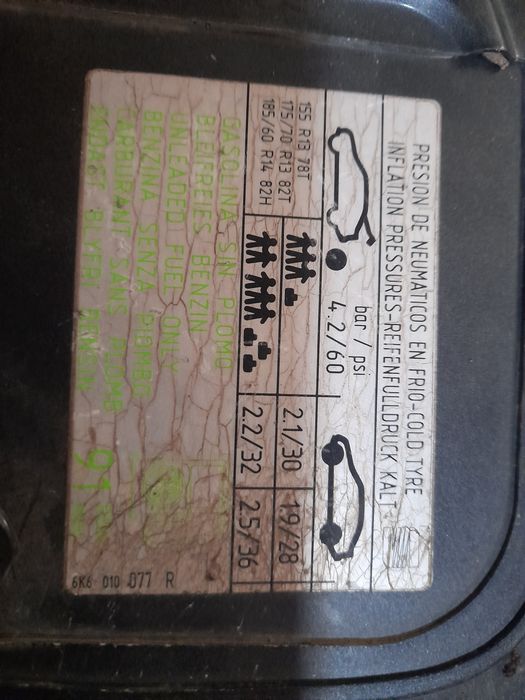 PRESION DE NEUMATICOS EN FRIO-COLD TYRE
INFLATION PRESSURES-REIFENFULLDRUCK KALT
bar / psi
4.2/60
155 R13 78T
175/70 R13 82T
185/60 R14 82H
2.1/30 1.9/28
2.2/32 2.5/36
GASOLINA SIN PLOMO
BLEIFREIES BENZIN
UNLEADED FUEL ONLY
BENZINA SENZA PIOMBO
CARBURANT SANS PLOMB
ENDAST BLYFRI BENSIN
91
6K6 010 077 R